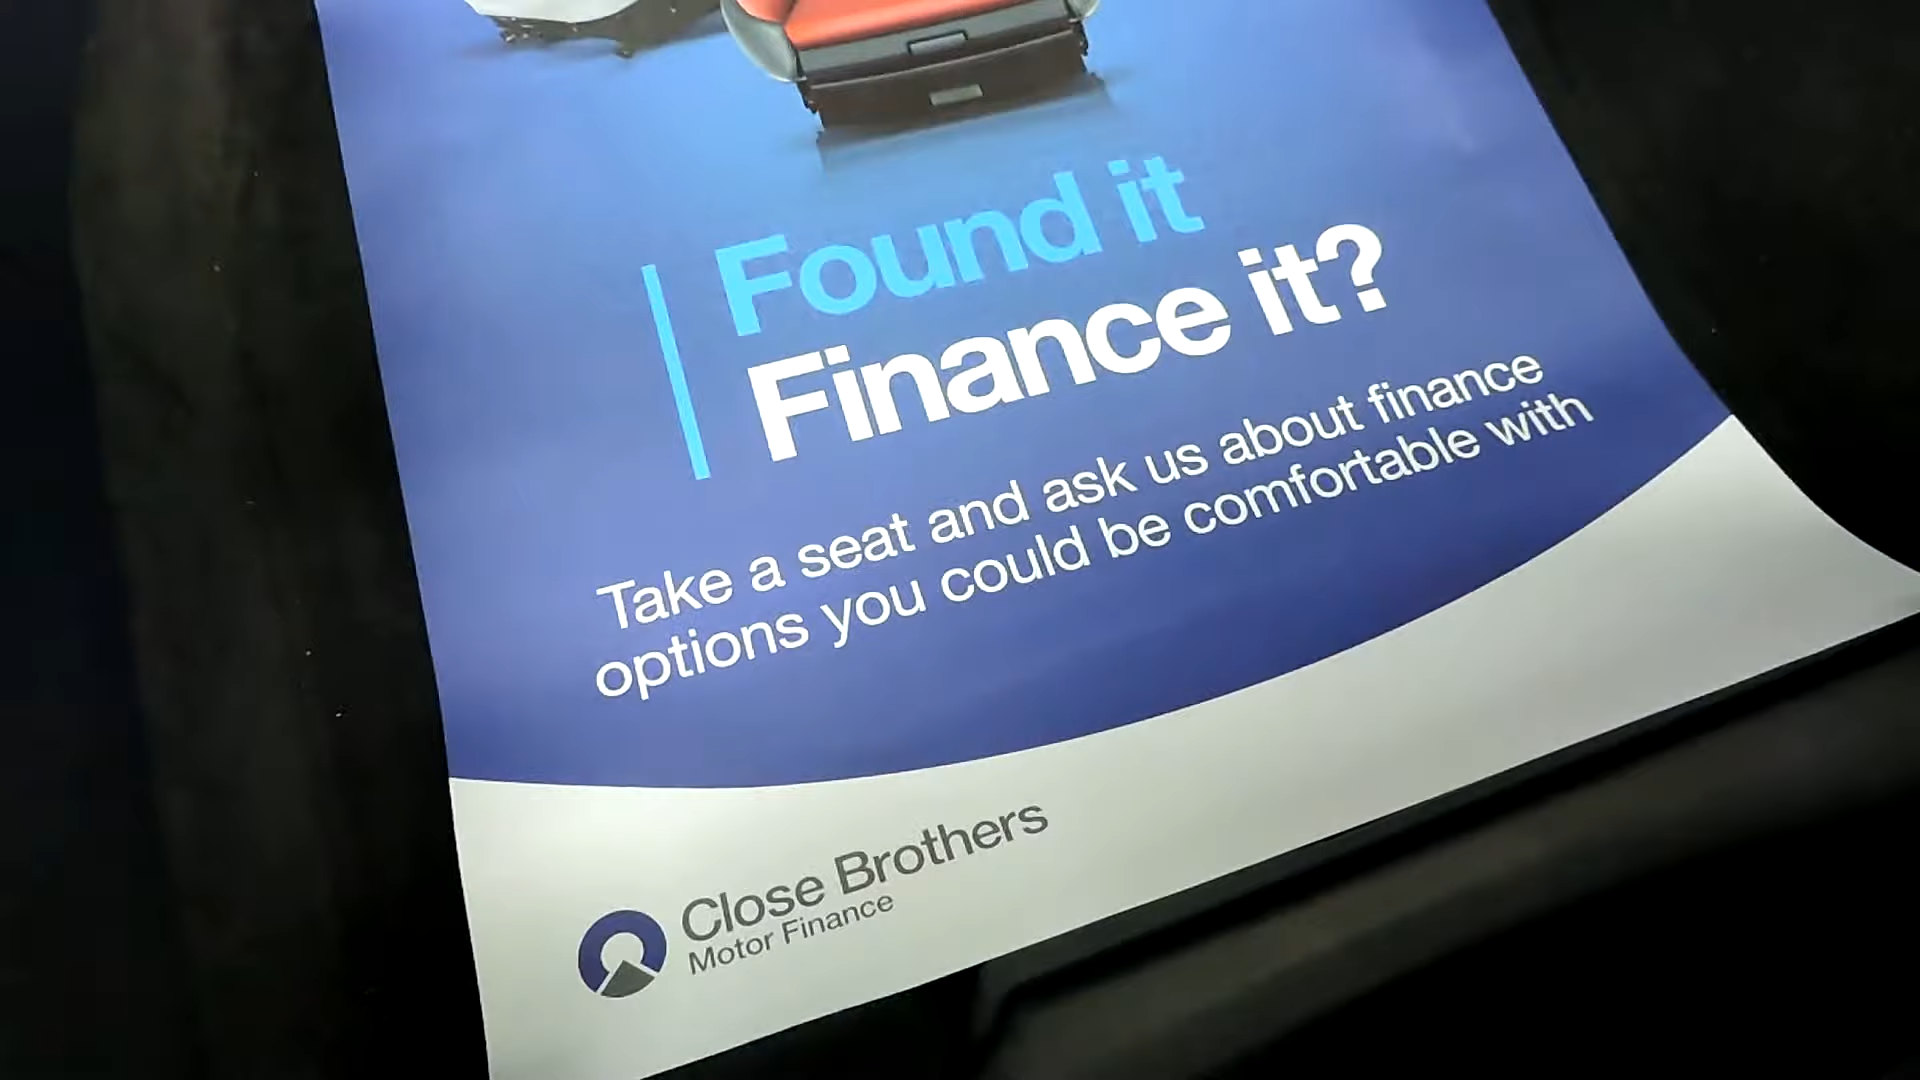 Found it
Finance it?
Take a seat and ask us about finance
options you could be comfortable with
Close Brothers
Motor Finance